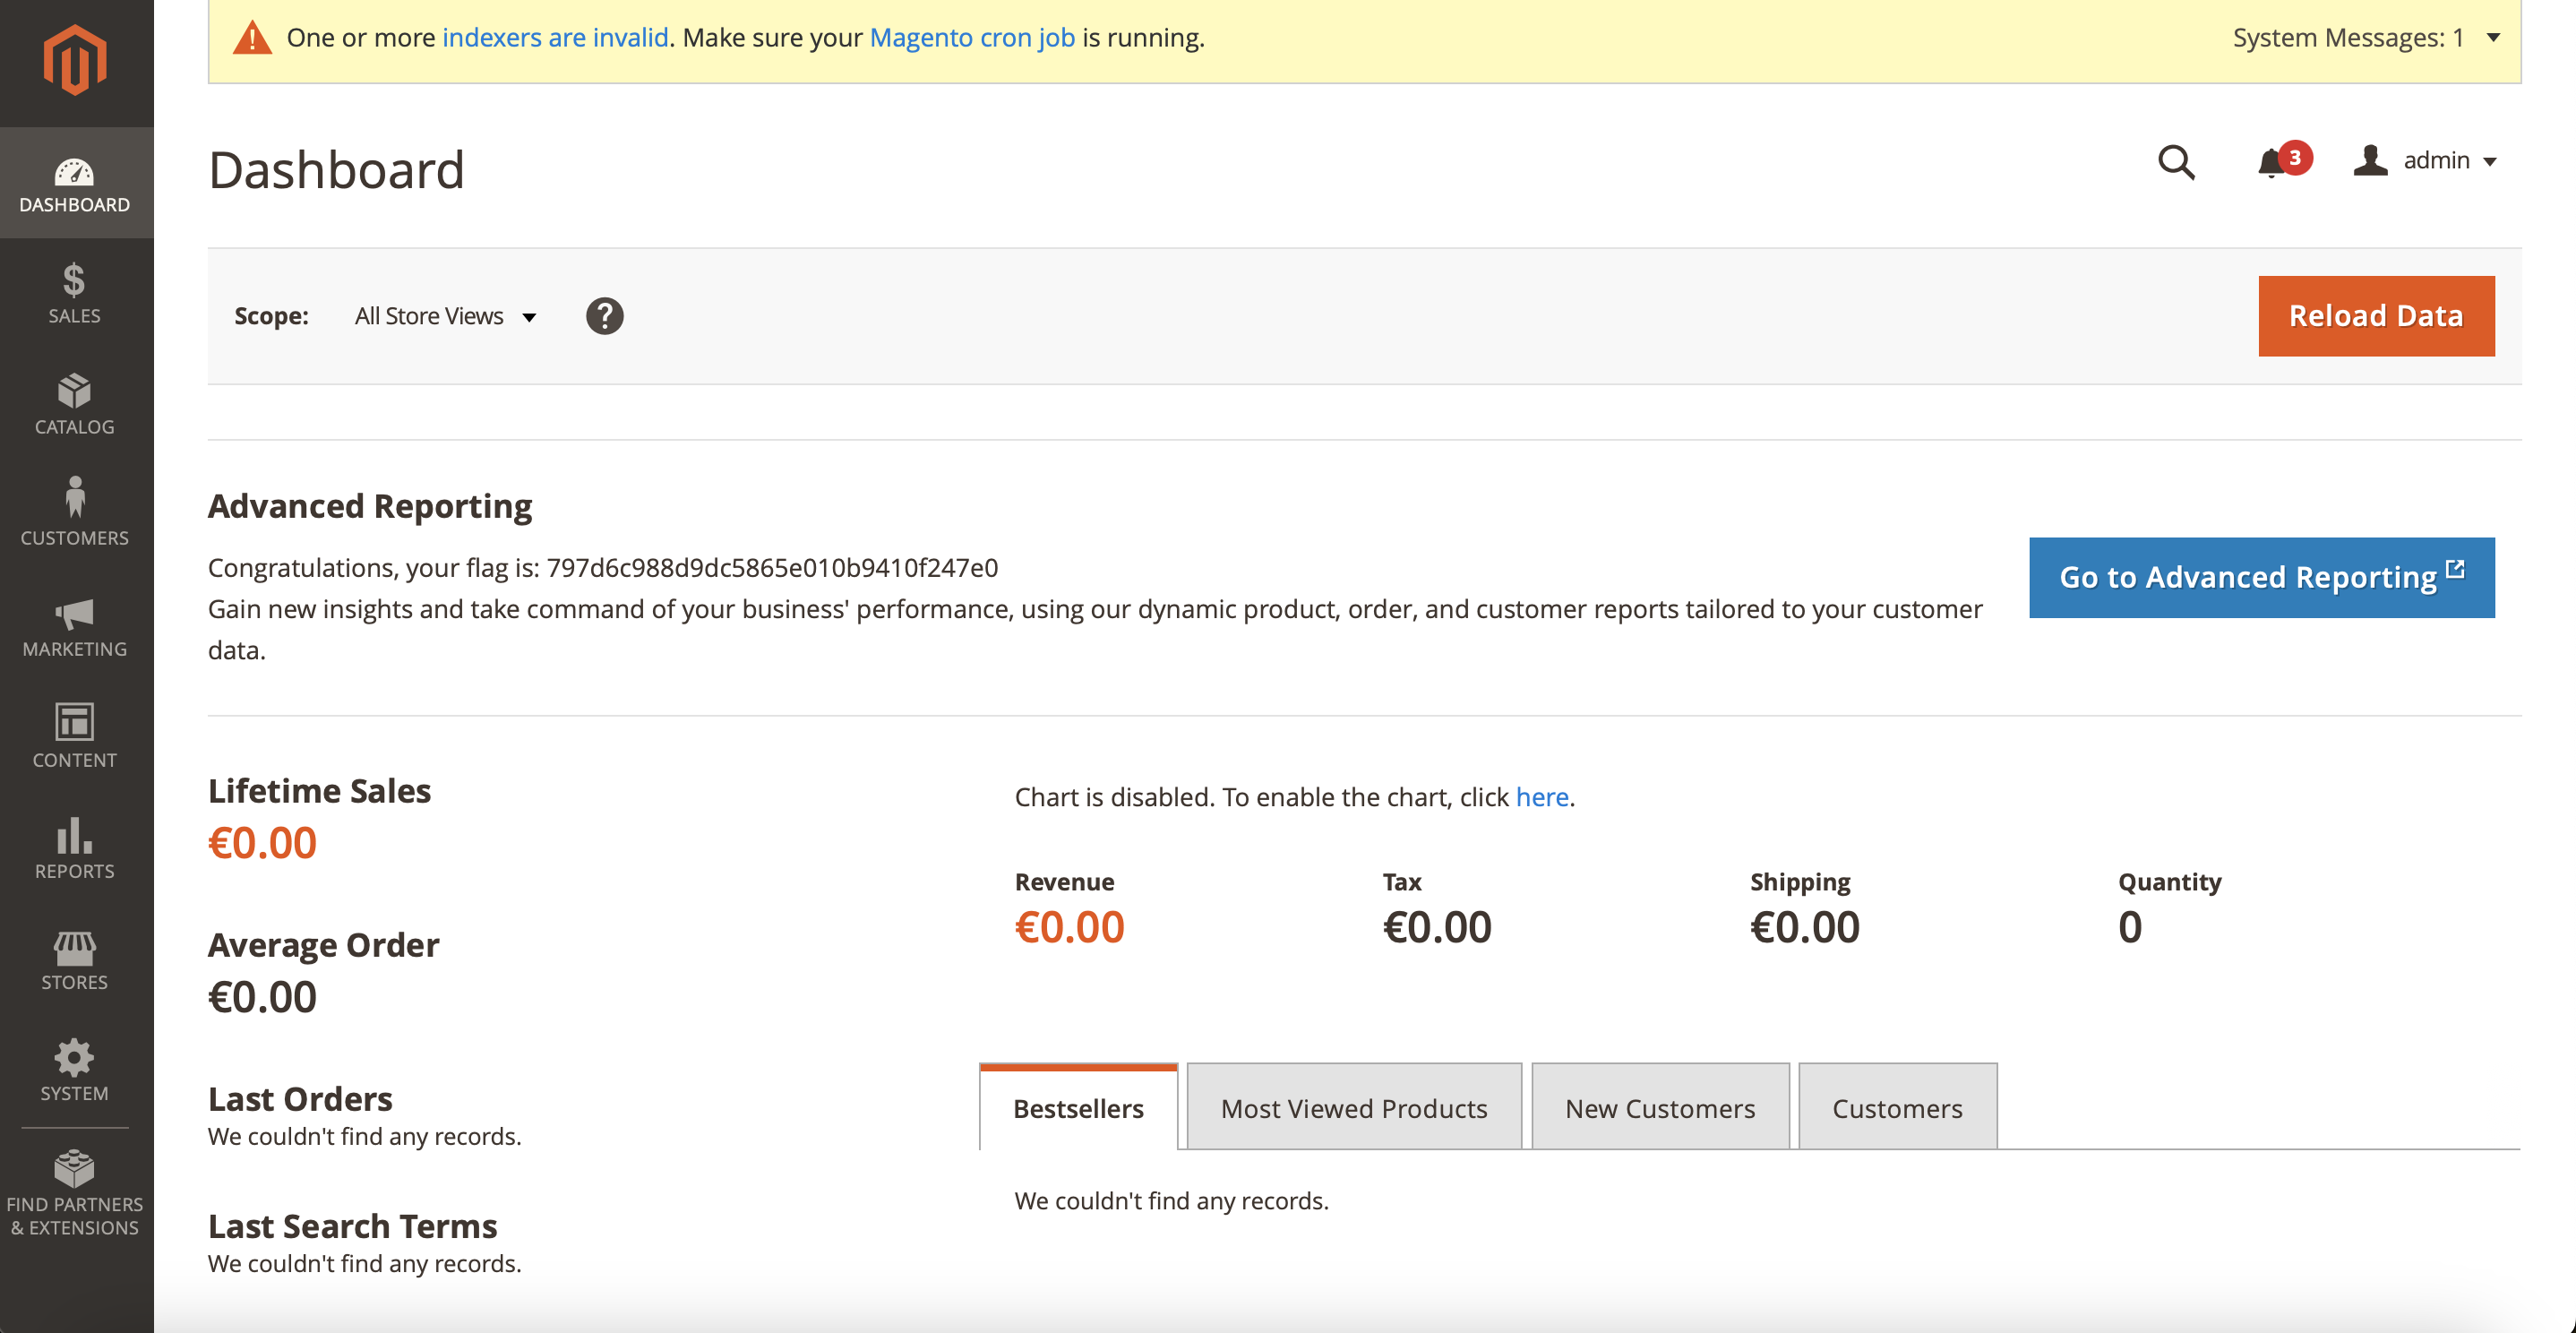 One or more indexers are invalid. Make sure your Magento cron job is running.
System Messages: 1
DASHBOARD
SALES
CATALOG
CUSTOMERS
MARKETING
CONTENT
REPORTS
STORES
SYSTEM
FIND PARTNERS
& EXTENSIONS
Dashboard
3
admin
Scope:
All Store Views
?
Reload Data
Advanced Reporting
Congratulations, your flag is: 797d6c988d9dc5865e010b9410f247e0
Gain new insights and take command of your business' performance, using our dynamic product, order, and customer reports tailored to your customer
data.
Go to Advanced Reporting
Lifetime Sales
€0.00
Average Order
€0.00
Last Orders
We couldn't find any records.
Last Search Terms
We couldn't find any records.
Chart is disabled. To enable the chart, click here.
Revenue
€0.00
Tax
€0.00
Shipping
€0.00
Quantity
0
Bestsellers
Most Viewed Products
New Customers
Customers
We couldn't find any records.